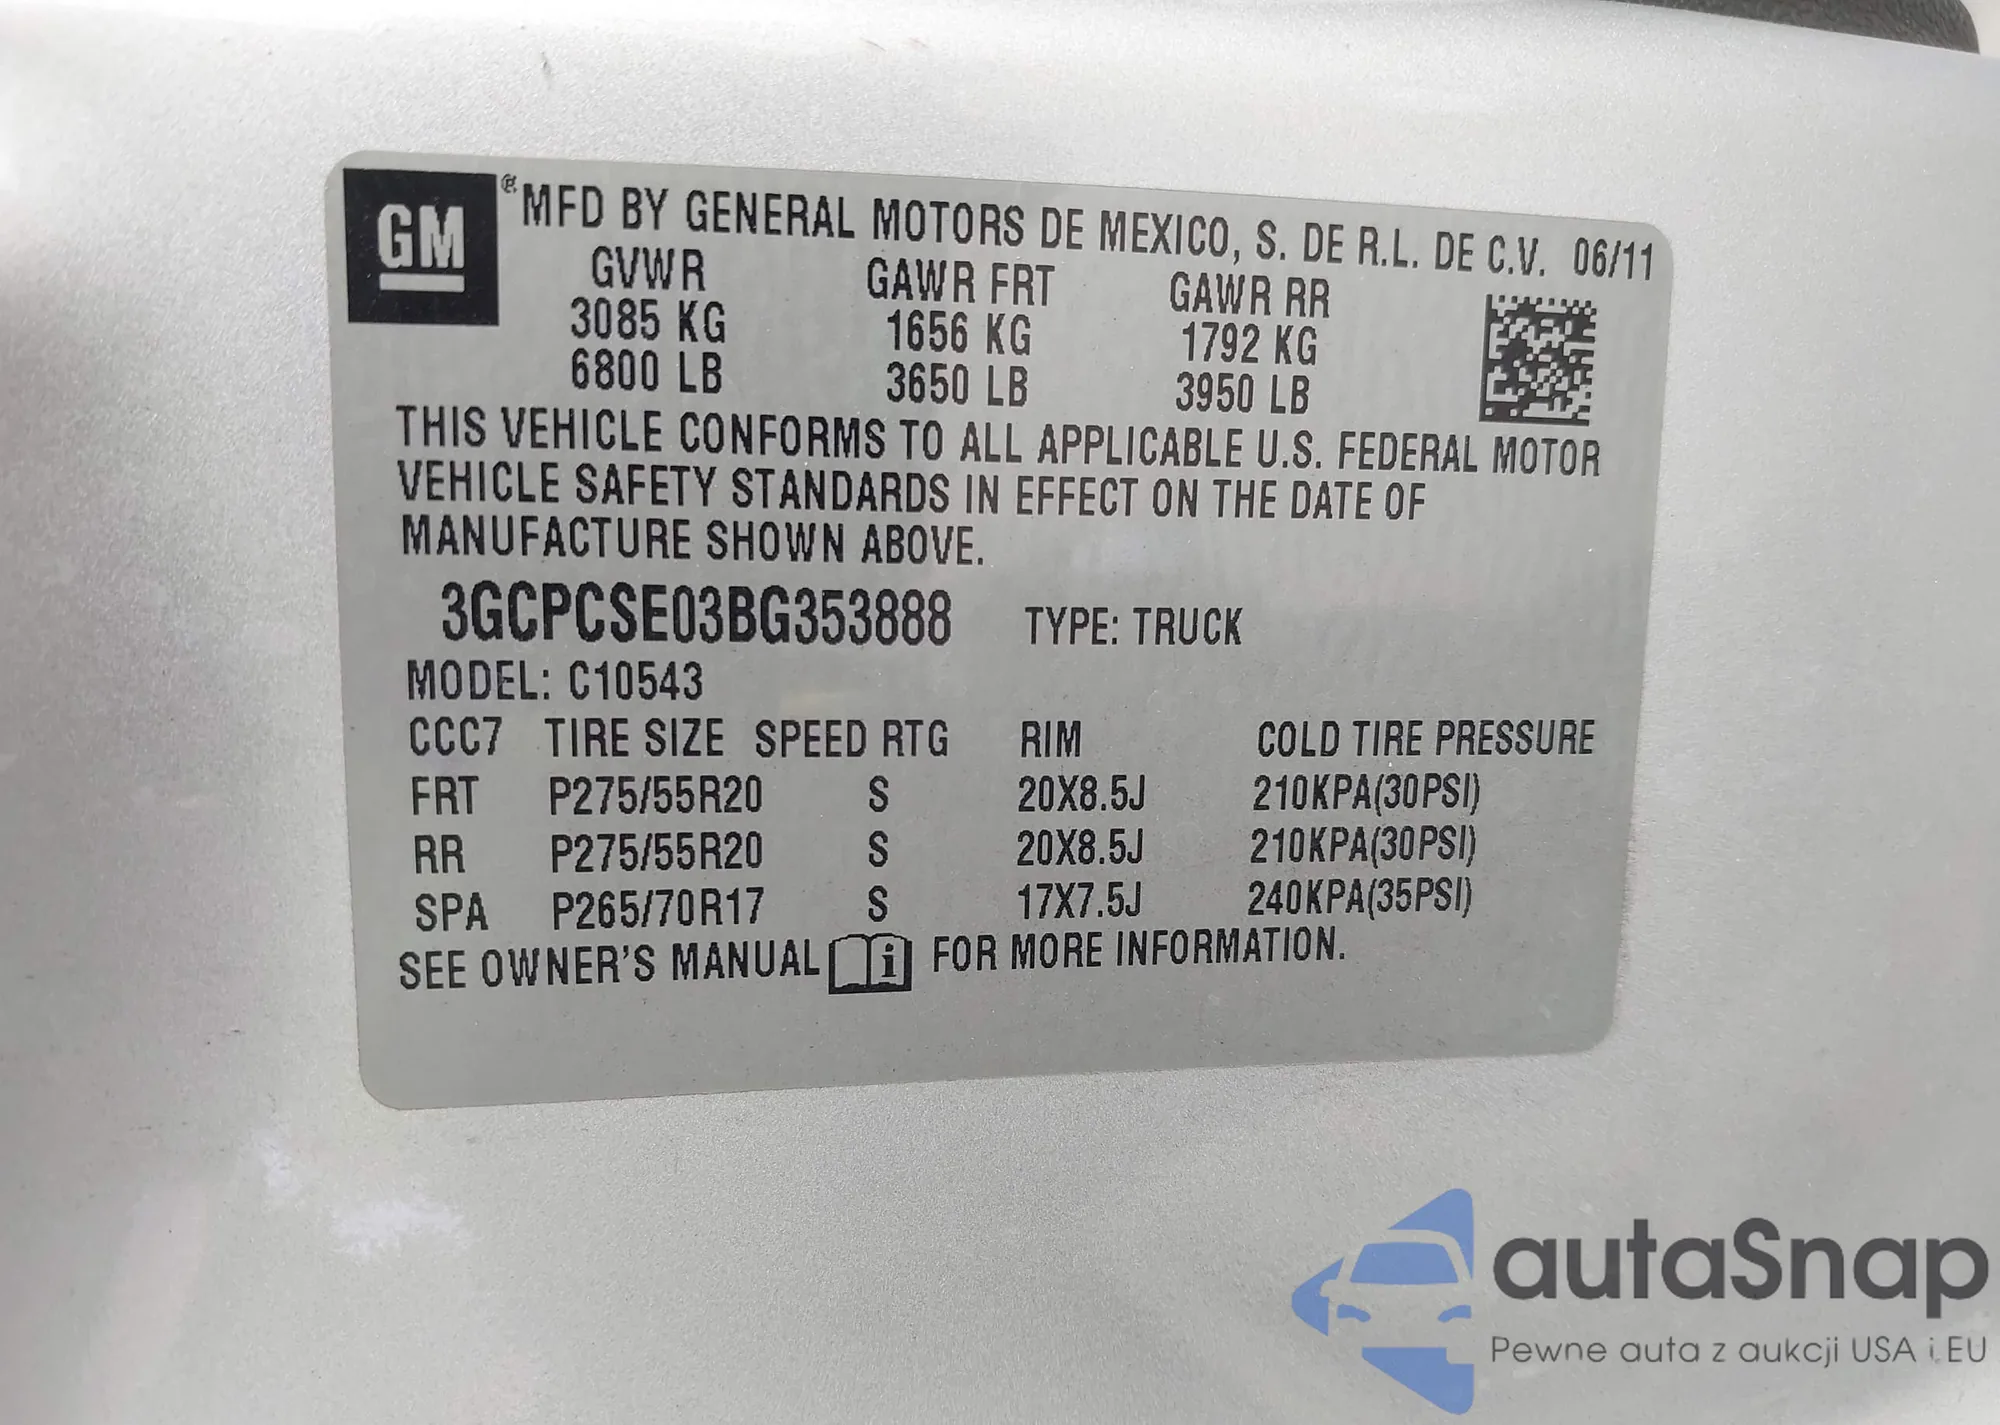 GM ® MFD BY GENERAL MOTORS DE MEXICO, S. DE R.L. DE C.V. 06/11
GVWR GAWR FRT GAWR RR
3085 KG 1656 KG 1792 KG
6800 LB 3650 LB 3950 LB
THIS VEHICLE CONFORMS TO ALL APPLICABLE U.S. FEDERAL MOTOR
VEHICLE SAFETY STANDARDS IN EFFECT ON THE DATE OF
MANUFACTURE SHOWN ABOVE.
3GCPCSE03BG353888 TYPE: TRUCK
MODEL: C10543
CCC7 TIRE SIZE SPEED RTG RIM COLD TIRE PRESSURE
FRT P275/55R20 S 20X8.5J 210KPA(30PSI)
RR P275/55R20 S 20X8.5J 210KPA(30PSI)
SPA P265/70R17 S 17X7.5J 240KPA(35PSI)
SEE OWNER'S MANUAL i FOR MORE INFORMATION.
autaSnap
Pewne auta z aukcji USA i EU